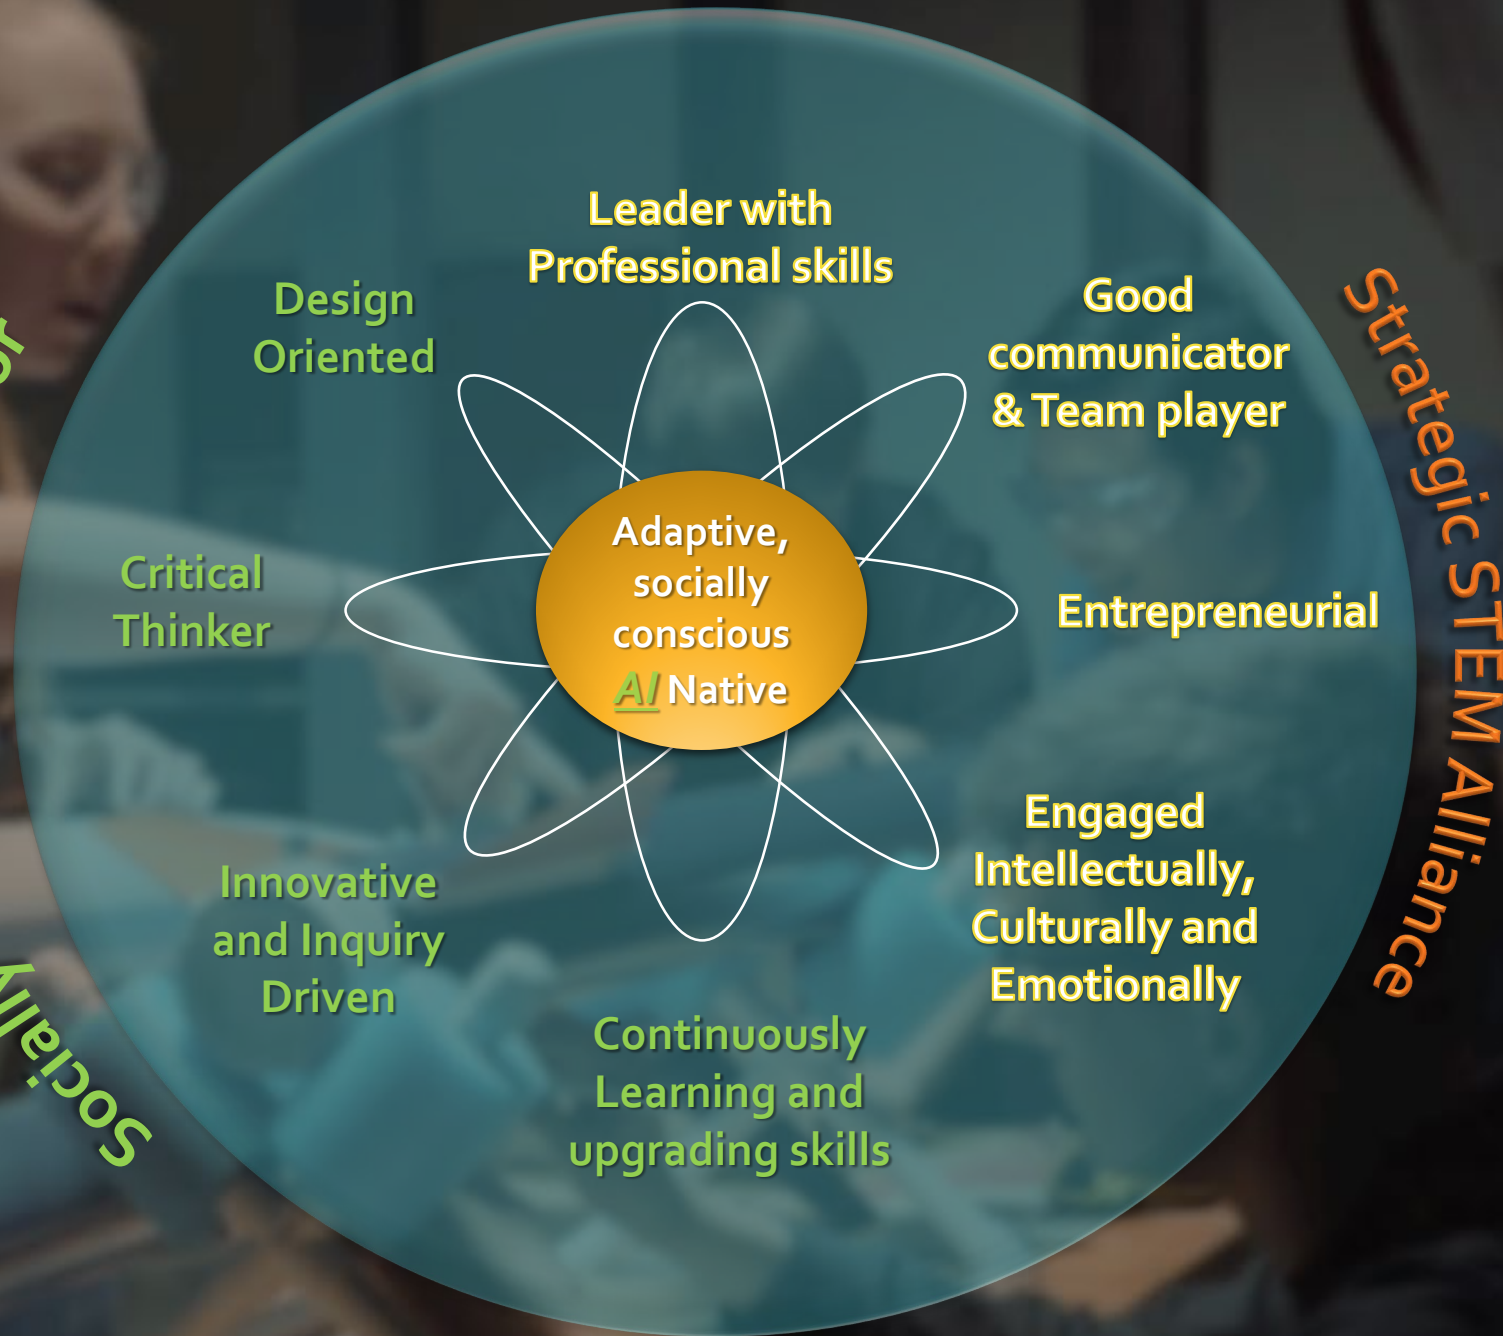 Leader with
Professional skills
Design
Oriented
Good
communicator
& Team player
Critical
Thinker
Adaptive,
socially
conscious
AI Native
Entrepreneurial
Innovative
and Inquiry
Driven
Engaged
Intellectually,
Culturally and
Emotionally
Continuously
Learning and
upgrading skills
Strategic STEM Alliance
Socially